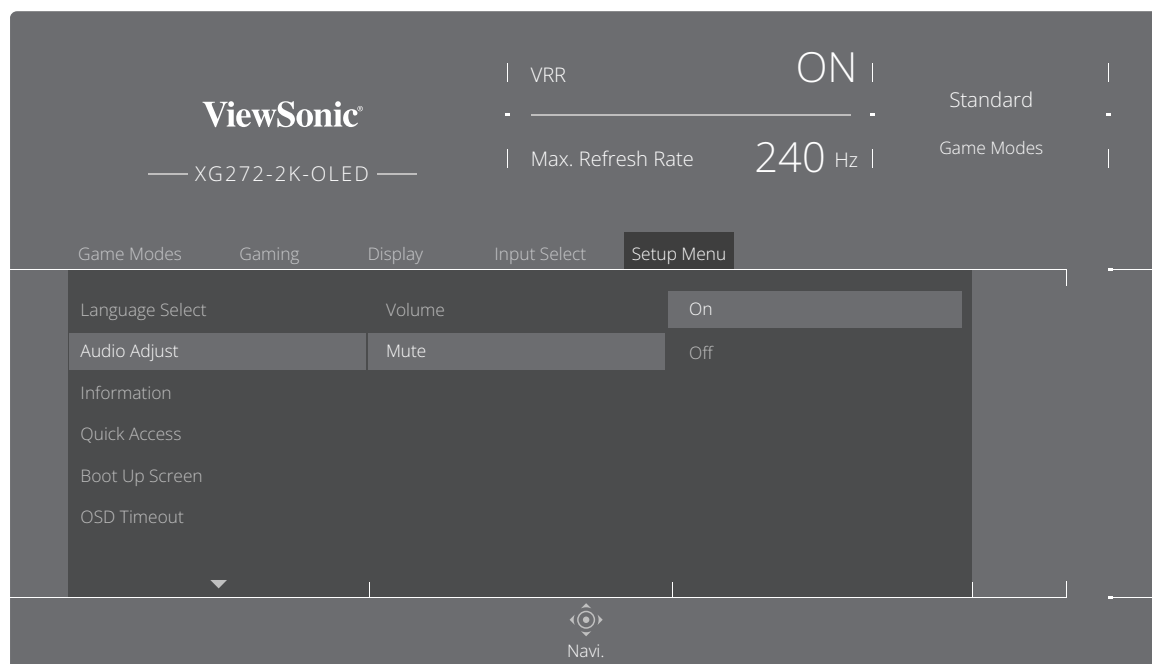 ViewSonic®
XG272-2K-OLED
VRR ON
Max. Refresh Rate 240 Hz
Standard
Game Modes
Game Modes Gaming Display Input Select Setup Menu
Language Select Volume On
Audio Adjust Mute Off
Information
Quick Access
Boot Up Screen
OSD Timeout
Navi.